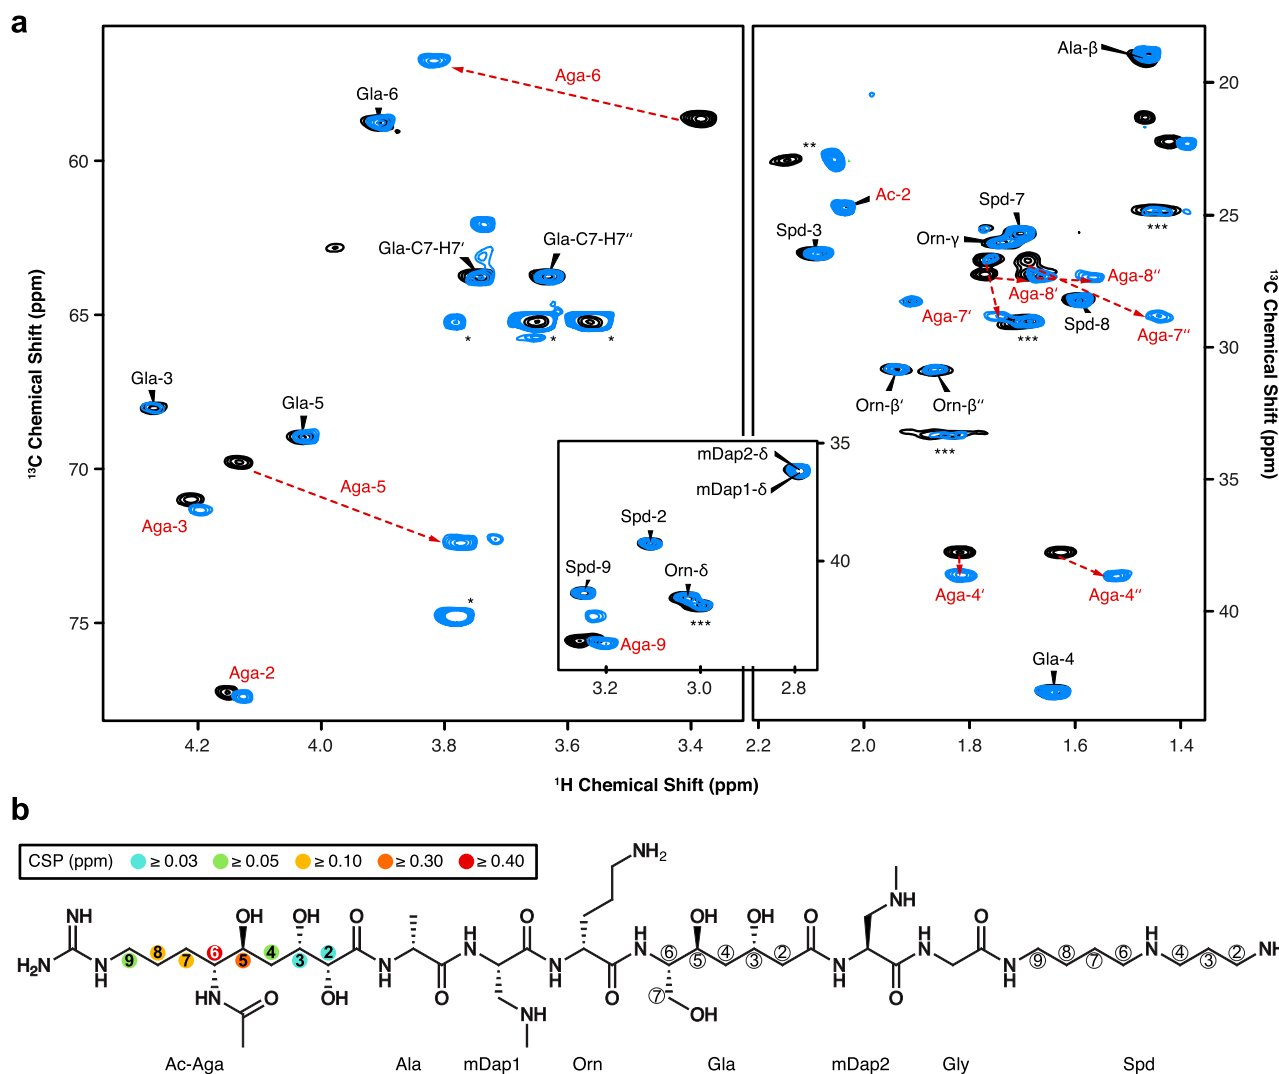 a
Aga-6
Gla-6
Gla-C7-H7‘
Gla-C7-H7‘‘
Gla-3
Gla-5
Aga-5
Aga-3
Aga-2
*
*
*
*
60
65
70
75
¹³C Chemical Shift (ppm)
4.2
4.0
3.8
3.6
3.4
Ala-β
**
Ac-2
Spd-7
Spd-3
Orn-γ
***
Aga-8‘
Aga-8‘‘
Aga-7‘
Spd-8
Aga-7‘‘
***
Orn-β‘
Orn-β‘‘
***
Aga-4‘
Aga-4‘‘
Gla-4
20
25
30
35
40
¹³C Chemical Shift (ppm)
2.2
2.0
1.8
1.6
1.4
mDap2-δ
mDap1-δ
Spd-2
Spd-9
Orn-δ
***
Aga-9
35
40
3.2
3.0
2.8
¹H Chemical Shift (ppm)
b
CSP (ppm)
≥ 0.03
≥ 0.05
≥ 0.10
≥ 0.30
≥ 0.40
NH₂
NH
OH
OH
O
H
N
O
OH
OH
O
NH
O
H₂N
N
H
9
8
7
6
5
4
3
2
N
H
O
N
H
O
H
N
6
5
4
3
2
N
H
O
H
N
N
H
9
8
7
6
H
N
4
3
2
NH
HN
O
OH
NH
7
OH
Ac-Aga
Ala
mDap1
Orn
Gla
mDap2
Gly
Spd